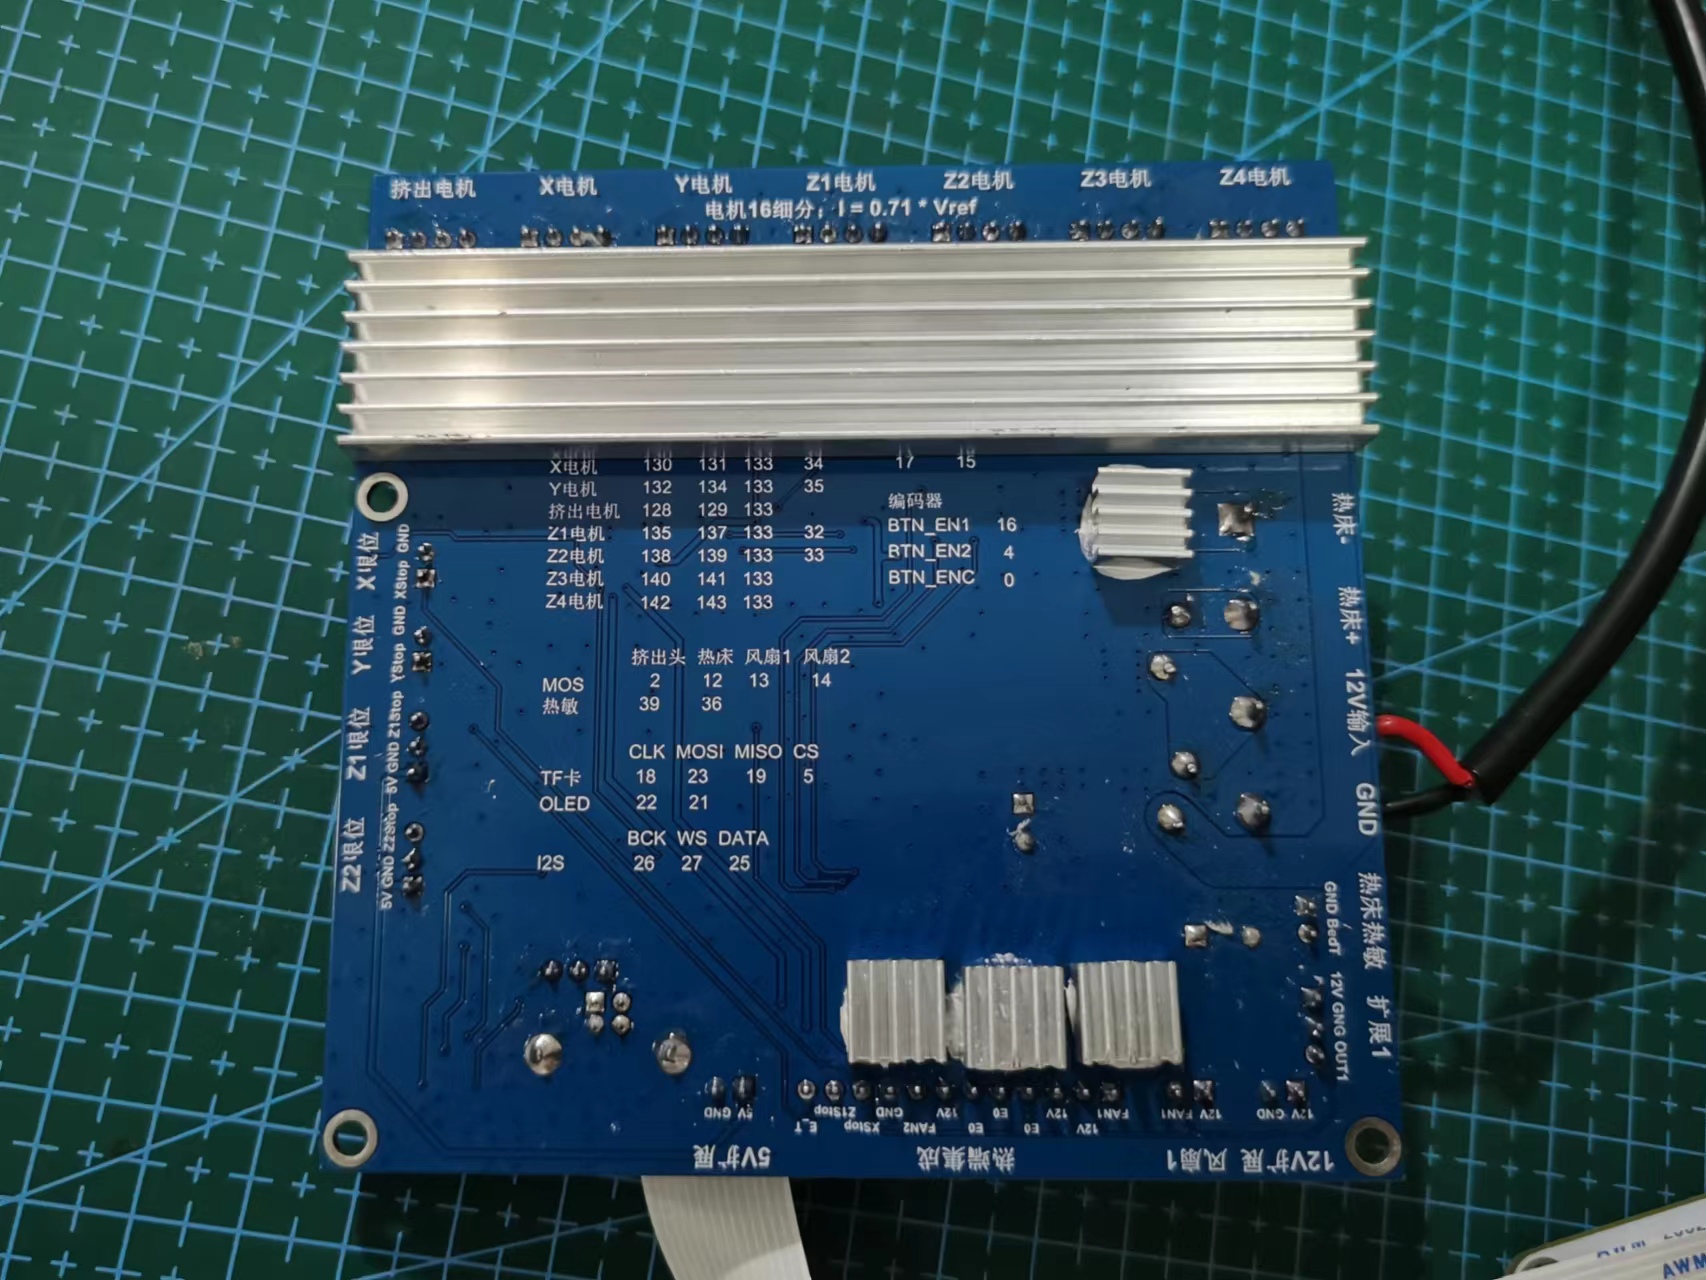 挤出电机 X电机 Y电机 Z1电机 Z2电机 Z3电机 Z4电机
电机16细分：I = 0.71 * Vref
X电机 130 131 133 34 17 15
Y电机 132 134 133 35
挤出电机 128 129 133
Z1电机 135 137 133 32
Z2电机 138 139 133 33
Z3电机 140 141 133
Z4电机 142 143 133
编码器
BTN_EN1 16
BTN_EN2 4
BTN_ENC 0
挤出头 热床 风扇1 风扇2
MOS 2 12 13 14
热敏 39 36
CLK MOSI MISO CS
TF卡 18 23 19 5
OLED 22 21
BCK WS DATA
I2S 26 27 25
X限位
XStop GND
Y限位
YStop GND
Z1限位
5V GND Z1Stop
Z2限位
5V GND Z2Stop
热床-
热床+
12V输入
GND
热床热敏
GND BedT
扩展1
12V GNG OUT1
GND 5V
5V扩展
E_T Z1Stop XStop GND FAN2 12V E0 E0 E0 12V 12V FAN1
热端集成
FAN1 12V
风扇1
GND 12V
12V扩展
AWM
AWM